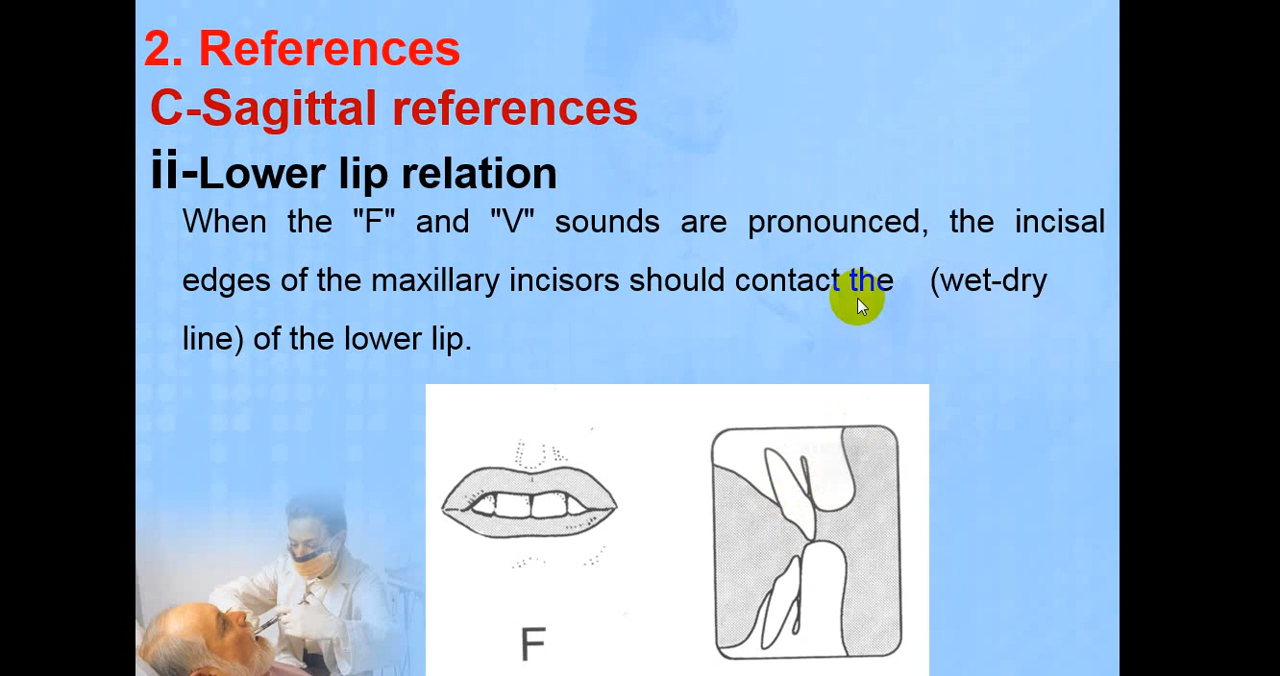 2. References
C-Sagittal references
ii-Lower lip relation
When the "F" and "V" sounds are pronounced, the incisal
edges of the maxillary incisors should contact the (wet-dry
line) of the lower lip.
F